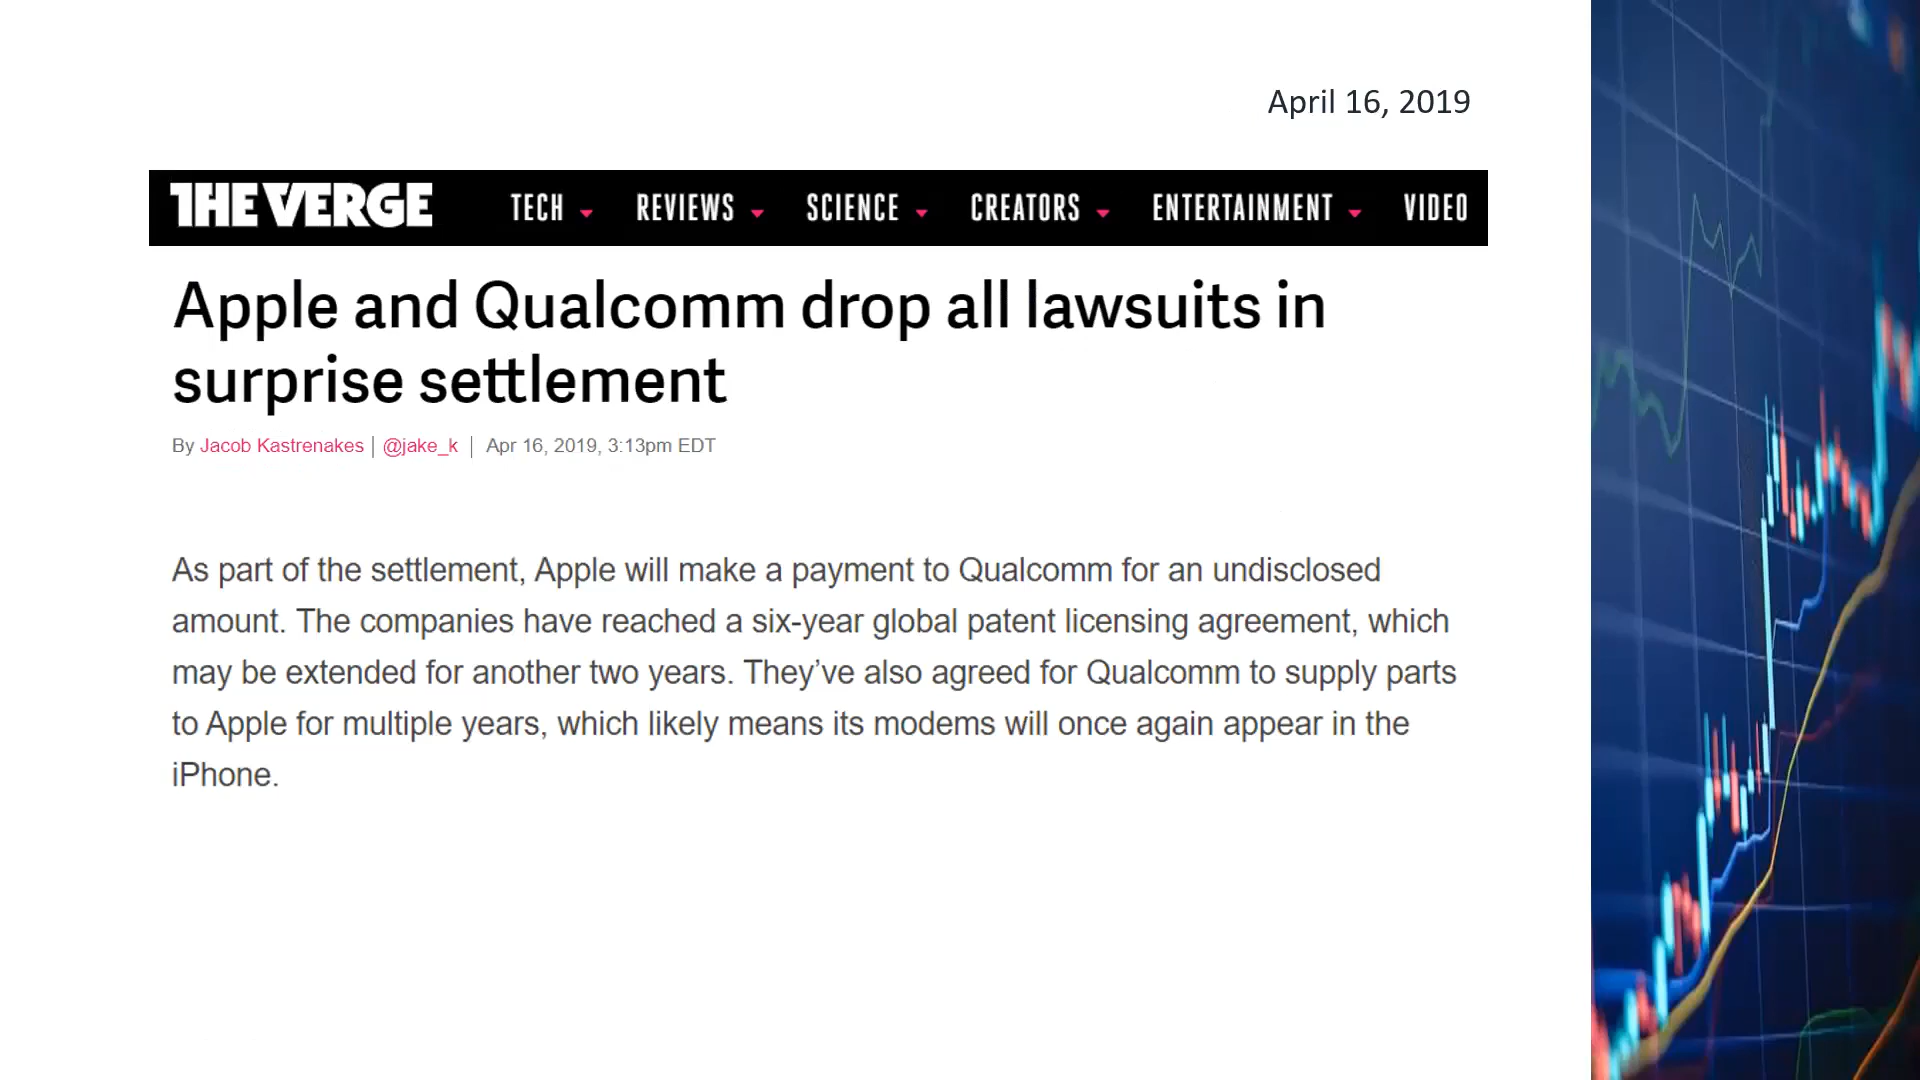 April 16, 2019
THE VERGE TECH REVIEWS SCIENCE CREATORS ENTERTAINMENT VIDEO
Apple and Qualcomm drop all lawsuits in
surprise settlement
By Jacob Kastrenakes | @jake_k | Apr 16, 2019, 3:13pm EDT
As part of the settlement, Apple will make a payment to Qualcomm for an undisclosed
amount. The companies have reached a six-year global patent licensing agreement, which
may be extended for another two years. They’ve also agreed for Qualcomm to supply parts
to Apple for multiple years, which likely means its modems will once again appear in the
iPhone.